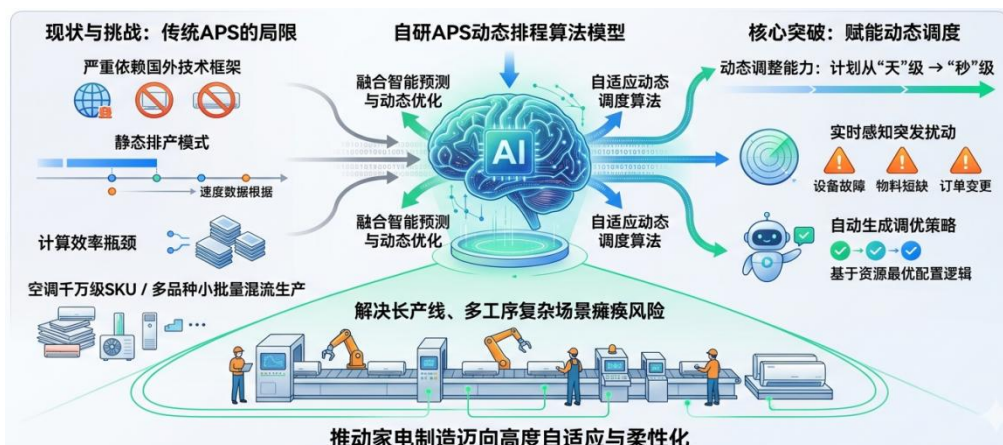 现状与挑战：传统APS的局限
严重依赖国外技术框架
静态排产模式
速度数据根据
计算效率瓶颈
空调千万级SKU / 多品种小批量混流生产
自研APS动态排程算法模型
融合智能预测
与动态优化
自适应动态
调度算法
AI
融合智能预测
与动态优化
自适应动态
调度算法
核心突破：赋能动态调度
动态调整能力：计划从“天”级 → “秒”级
实时感知突发扰动
设备故障
物料短缺
订单变更
自动生成调优策略
基于资源最优配置逻辑
解决长产线、多工序复杂场景瘫痪风险
推动家电制造迈向高度自适应与柔性化